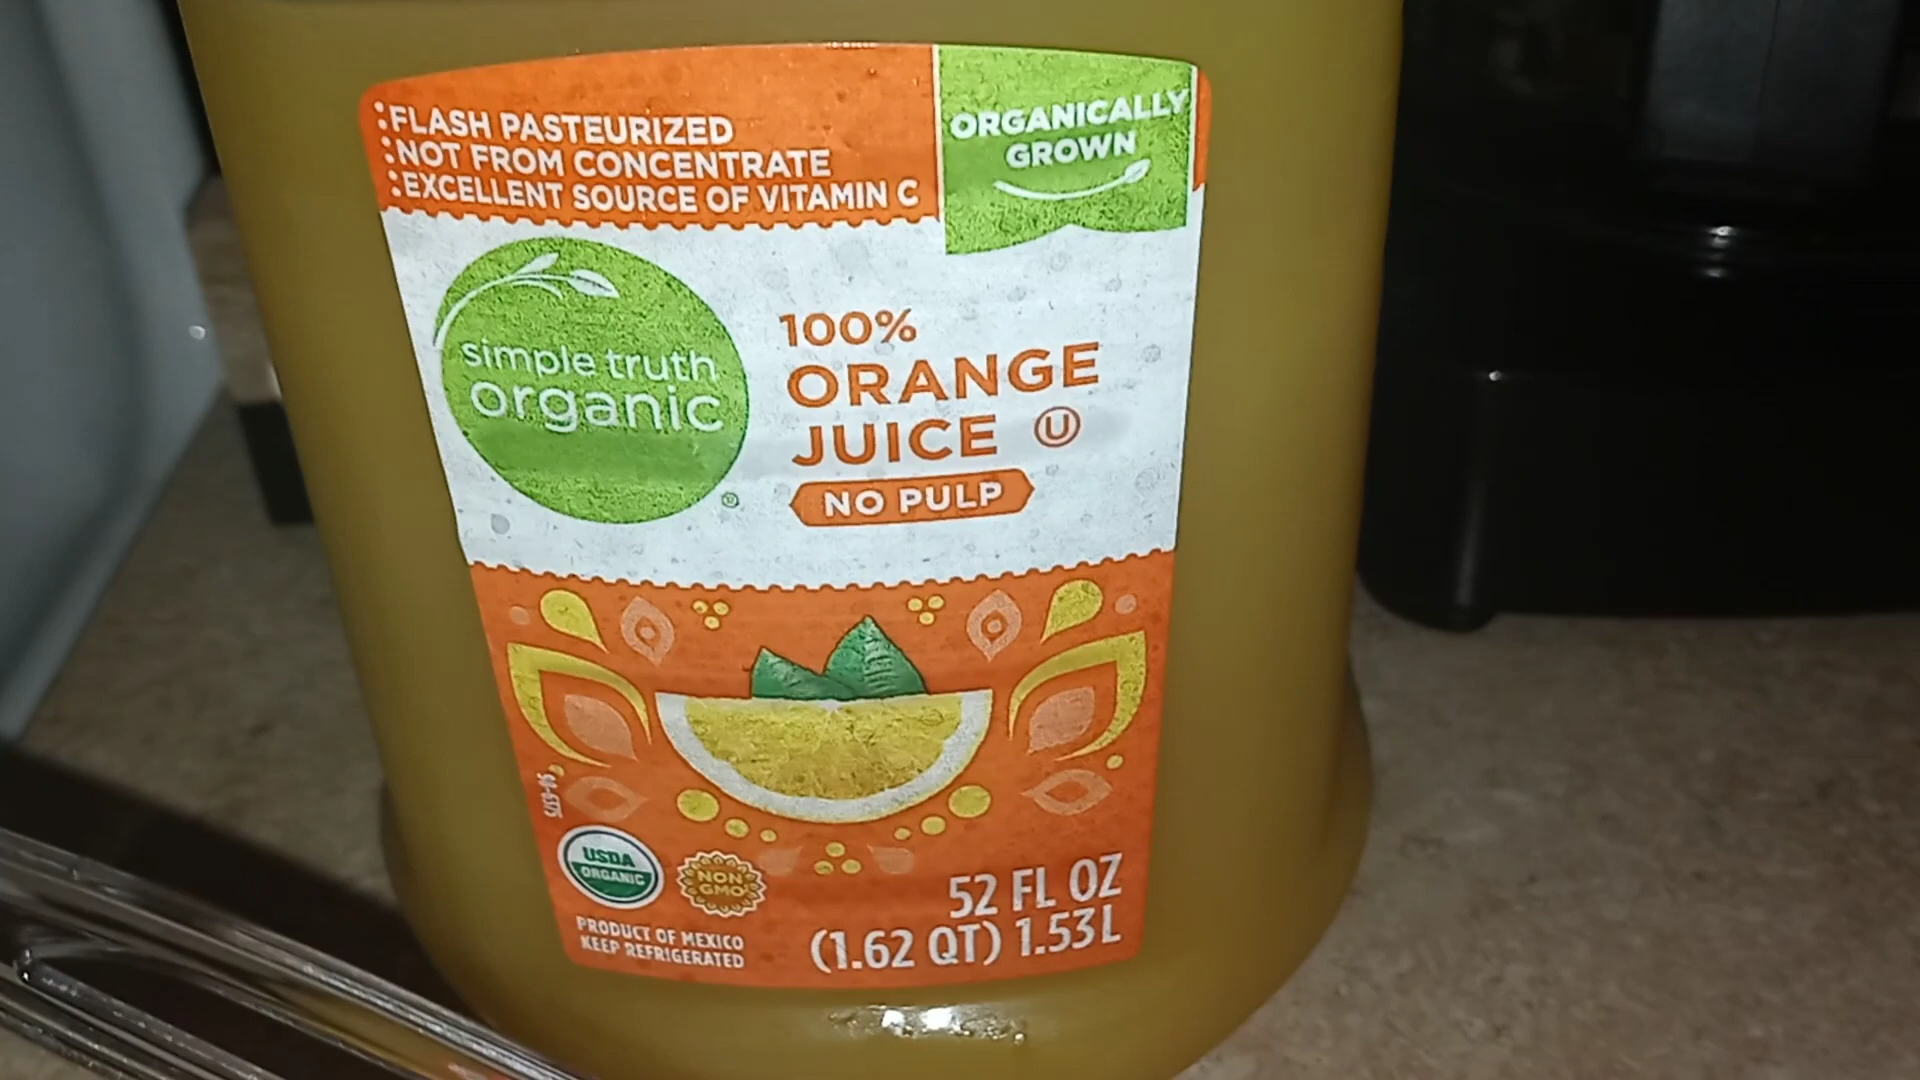 FLASH PASTEURIZED
NOT FROM CONCENTRATE
EXCELLENT SOURCE OF VITAMIN C
ORGANICALLY
GROWN
simple truth
organic
®
100%
ORANGE
JUICE U
NO PULP
USDA
ORGANIC
NON
GMO
PRODUCT OF MEXICO
KEEP REFRIGERATED
52 FL OZ
(1.62 QT) 1.53 L